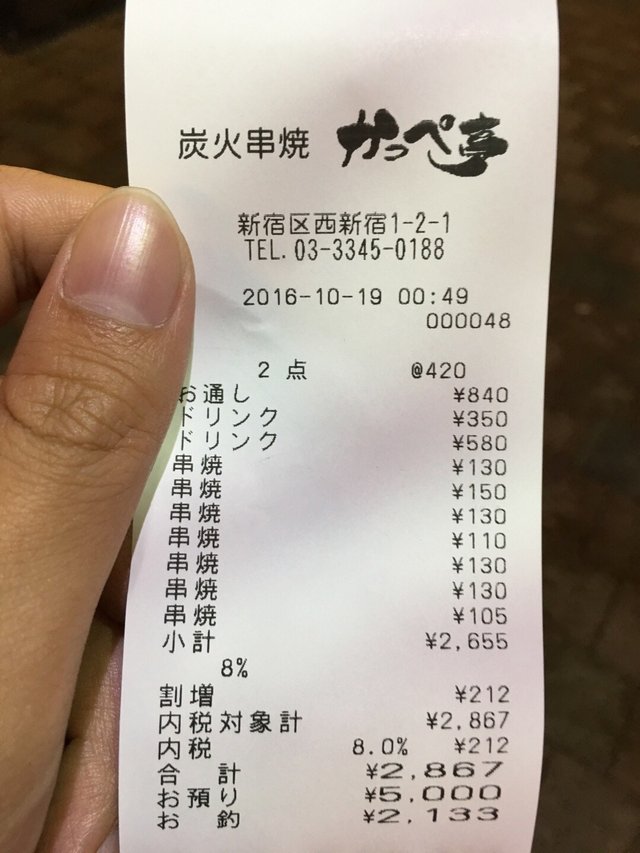 炭火串焼 かっぺ亭
新宿区西新宿1-2-1
TEL. 03-3345-0188
2016-10-19 00:49
000048
2 点 @420
お通し ¥840
ドリンク ¥350
ドリンク ¥580
串焼 ¥130
串焼 ¥150
串焼 ¥130
串焼 ¥110
串焼 ¥130
串焼 ¥130
串焼 ¥105
小計 ¥2,655
8%
割増 ¥212
内税対象計 ¥2,867
内税 8.0% ¥212
合 計 ¥2,867
お預り ¥5,000
お 釣 ¥2,133